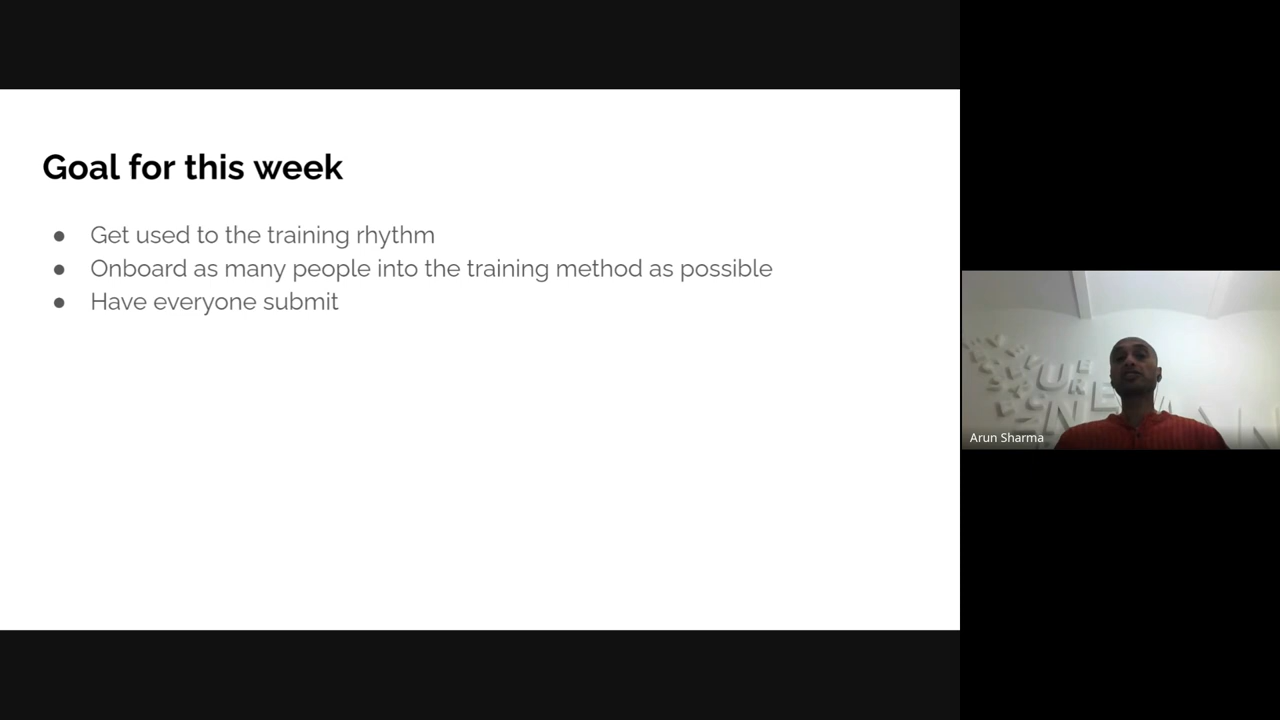 Goal for this week
● Get used to the training rhythm
● Onboard as many people into the training method as possible
● Have everyone submit
Arun Sharma